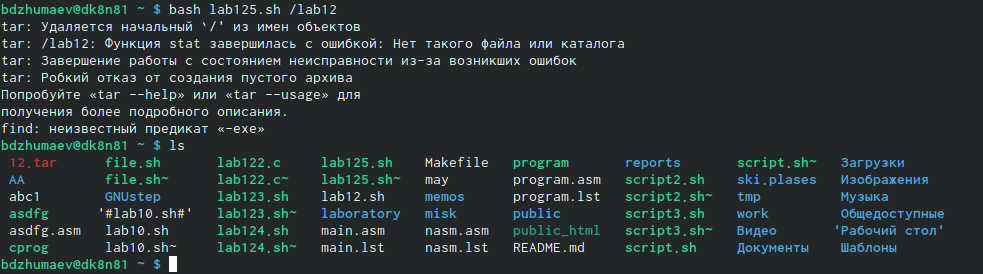 bdzhumaev@dk8n81 ~ $ bash lab125.sh /lab12
tar: Удаляется начальный `/' из имен объектов
tar: /lab12: Функция stat завершилась с ошибкой: Нет такого файла или каталога
tar: Завершение работы с состоянием неисправности из-за возникших ошибок
tar: Робкий отказ от создания пустого архива
Попробуйте «tar --help» или «tar --usage» для
получения более подробного описания.
find: неизвестный предикат «-exe»
bdzhumaev@dk8n81 ~ $ ls
12.tar file.sh lab122.c lab125.sh Makefile program reports script.sh~ Загрузки
AA file.sh~ lab122.c~ lab125.sh~ may program.asm script2.sh ski.plases Изображения
abc1 GNUstep lab123.sh lab12.sh memos program.lst script2.sh~ tmp Музыка
asdfg '#lab10.sh#' lab123.sh~ laboratory misk public script3.sh work Общедоступные
asdfg.asm lab10.sh lab124.sh main.asm nasm.asm public_html script3.sh~ Видео 'Рабочий стол'
cprog lab10.sh~ lab124.sh~ main.lst nasm.lst README.md script.sh Документы Шаблоны
bdzhumaev@dk8n81 ~ $